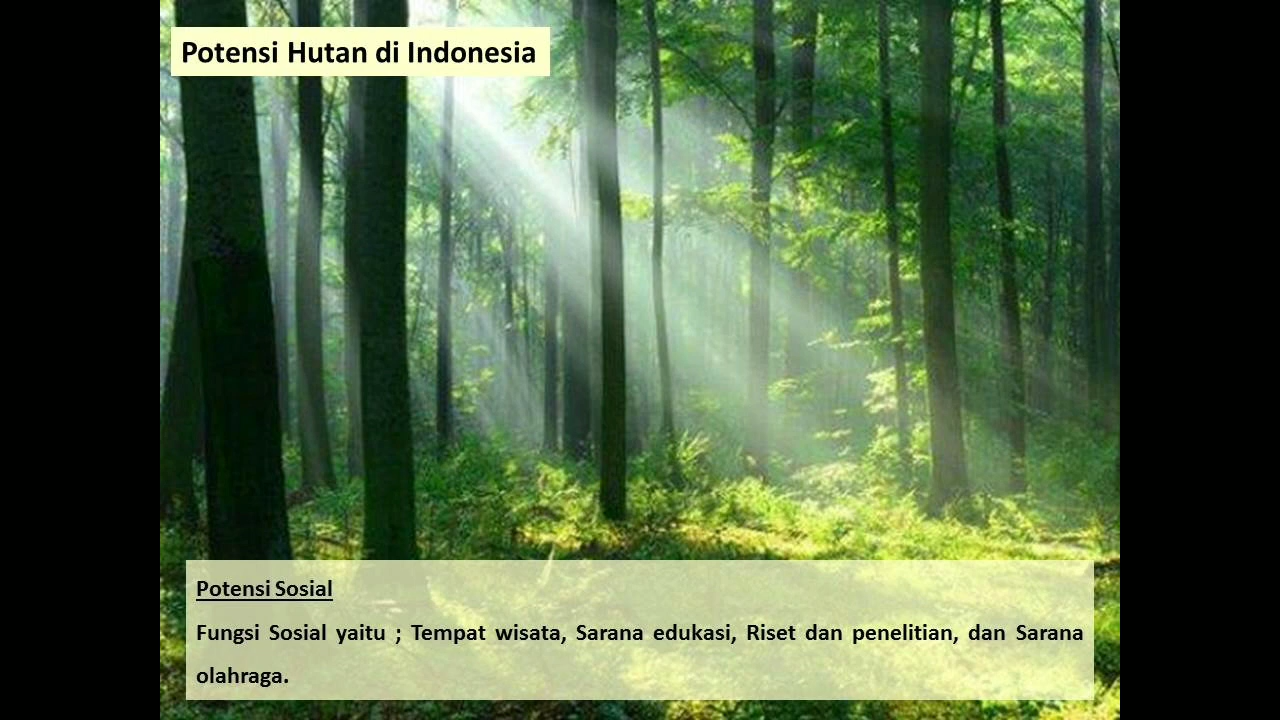 Potensi Hutan di Indonesia
Potensi Sosial
Fungsi Sosial yaitu ; Tempat wisata, Sarana edukasi, Riset dan penelitian, dan Sarana
olahraga.